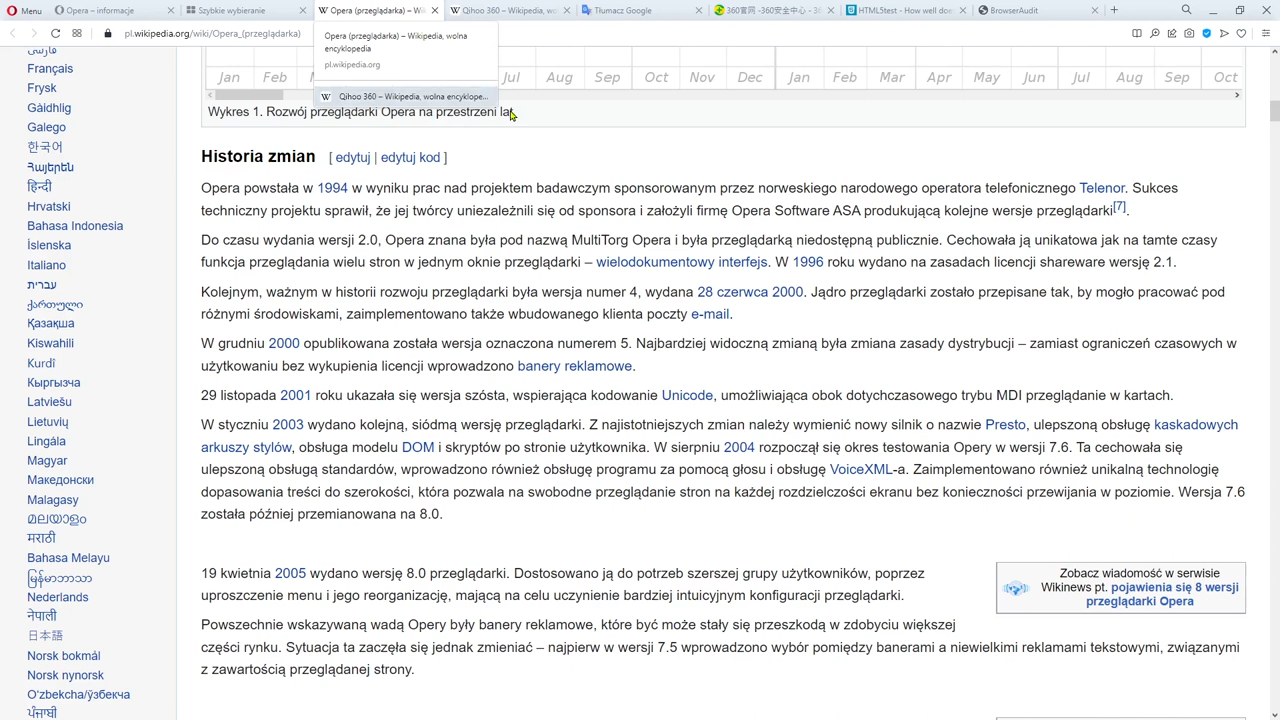 Menu
Opera – informacje
Szybkie wybieranie
Opera (przeglądarka) – Wi
Qihoo 360 – Wikipedia, wo
Tłumacz Google
360官网 -360安全中心 - 36
HTML5test - How well doe
BrowserAudit
pl.wikipedia.org/wiki/Opera_(przeglądarka)
Opera (przeglądarka) – Wikipedia, wolna
encyklopedia
pl.wikipedia.org
Qihoo 360 – Wikipedia, wolna encyklope...
Jan Feb Jul Aug Sep Oct Nov Dec Jan Feb Mar Apr May Jun Jul Aug Sep Oct
Wykres 1. Rozwój przeglądarki Opera na przestrzeni lat
فارسی
Français
Frysk
Gàidhlig
Galego
한국어
Հայերեն
हिन्दी
Hrvatski
Bahasa Indonesia
Íslenska
Italiano
עברית
ქართული
Қазақша
Kiswahili
Kurdî
Кыргызча
Latviešu
Lietuvių
Lingála
Magyar
Македонски
Malagasy
മലയാളം
मराठी
Bahasa Melayu
မြန်မာဘာသာ
Nederlands
नेपाली
日本語
Norsk bokmål
Norsk nynorsk
Oʻzbekcha/ўзбекча
ਪੰਜਾਬੀ
Historia zmian [ edytuj | edytuj kod ]
Opera powstała w 1994 w wyniku prac nad projektem badawczym sponsorowanym przez norweskiego narodowego operatora telefonicznego Telenor. Sukces
techniczny projektu sprawił, że jej twórcy uniezależnili się od sponsora i założyli firmę Opera Software ASA produkującą kolejne wersje przeglądarki[7].
Do czasu wydania wersji 2.0, Opera znana była pod nazwą MultiTorg Opera i była przeglądarką niedostępną publicznie. Cechowała ją unikatowa jak na tamte czasy
funkcja przeglądania wielu stron w jednym oknie przeglądarki – wielodokumentowy interfejs. W 1996 roku wydano na zasadach licencji shareware wersję 2.1.
Kolejnym, ważnym w historii rozwoju przeglądarki była wersja numer 4, wydana 28 czerwca 2000. Jądro przeglądarki zostało przepisane tak, by mogło pracować pod
różnymi środowiskami, zaimplementowano także wbudowanego klienta poczty e-mail.
W grudniu 2000 opublikowana została wersja oznaczona numerem 5. Najbardziej widoczną zmianą była zmiana zasady dystrybucji – zamiast ograniczeń czasowych w
użytkowaniu bez wykupienia licencji wprowadzono banery reklamowe.
29 listopada 2001 roku ukazała się wersja szósta, wspierająca kodowanie Unicode, umożliwiająca obok dotychczasowego trybu MDI przeglądanie w kartach.
W styczniu 2003 wydano kolejną, siódmą wersję przeglądarki. Z najistotniejszych zmian należy wymienić nowy silnik o nazwie Presto, ulepszoną obsługę kaskadowych
arkuszy stylów, obsługa modelu DOM i skryptów po stronie użytkownika. W sierpniu 2004 rozpoczął się okres testowania Opery w wersji 7.6. Ta cechowała się
ulepszoną obsługą standardów, wprowadzono również obsługę programu za pomocą głosu i obsługę VoiceXML-a. Zaimplementowano również unikalną technologię
dopasowania treści do szerokości, która pozwala na swobodne przeglądanie stron na każdej rozdzielczości ekranu bez konieczności przewijania w poziomie. Wersja 7.6
została później przemianowana na 8.0.
19 kwietnia 2005 wydano wersję 8.0 przeglądarki. Dostosowano ją do potrzeb szerszej grupy użytkowników, poprzez
uproszczenie menu i jego reorganizację, mającą na celu uczynienie bardziej intuicyjnym konfiguracji przeglądarki.
Zobacz wiadomość w serwisie
Wikinews pt. pojawienia się 8 wersji
przeglądarki Opera
Powszechnie wskazywaną wadą Opery były banery reklamowe, które być może stały się przeszkodą w zdobyciu większej
części rynku. Sytuacja ta zaczęła się jednak zmieniać – najpierw w wersji 7.5 wprowadzono wybór pomiędzy banerami a niewielkimi reklamami tekstowymi, związanymi
z zawartością przeglądanej strony.